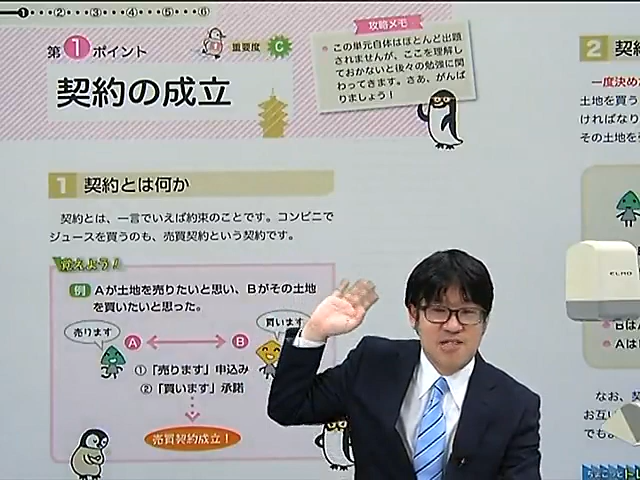 ①‥‥②‥‥③‥‥④‥‥⑤‥‥⑥
第1ポイント
重要度 C
契約の成立
攻略メモ
この単元自体はほとんど出題
されませんが、ここを理解し
ておかないと後々の勉強に関
わってきます。さあ、がんば
りましょう！
1 契約とは何か
契約とは、一言でいえば約束のことです。コンビニで
ジュースを買うのも、売買契約という契約です。
覚えよう！
例 Aが土地を売りたいと思い、Bがその土地
を買いたいと思った。
売ります
A
B
買います
①「売ります」申込み
②「買います」承諾
売買契約成立！
2 契約
一度決め
土地を買う
ければなり
その土地を
ELMO
Bは
Aは
なお、契
お互い
でも